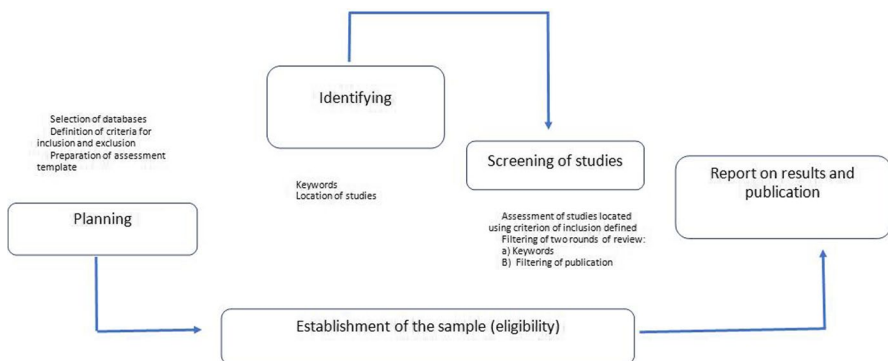 Selection of databases
Definition of criteria for
inclusion and exclusion
Preparation of assessment
template
Planning
Identifying
Keywords
Location of studies
Screening of studies
Assessment of studies located
using criterion of inclusion defined
Filtering of two rounds of review:
a) Keywords
B) Filtering of publication
Report on results and
publication
Establishment of the sample (eligibility)